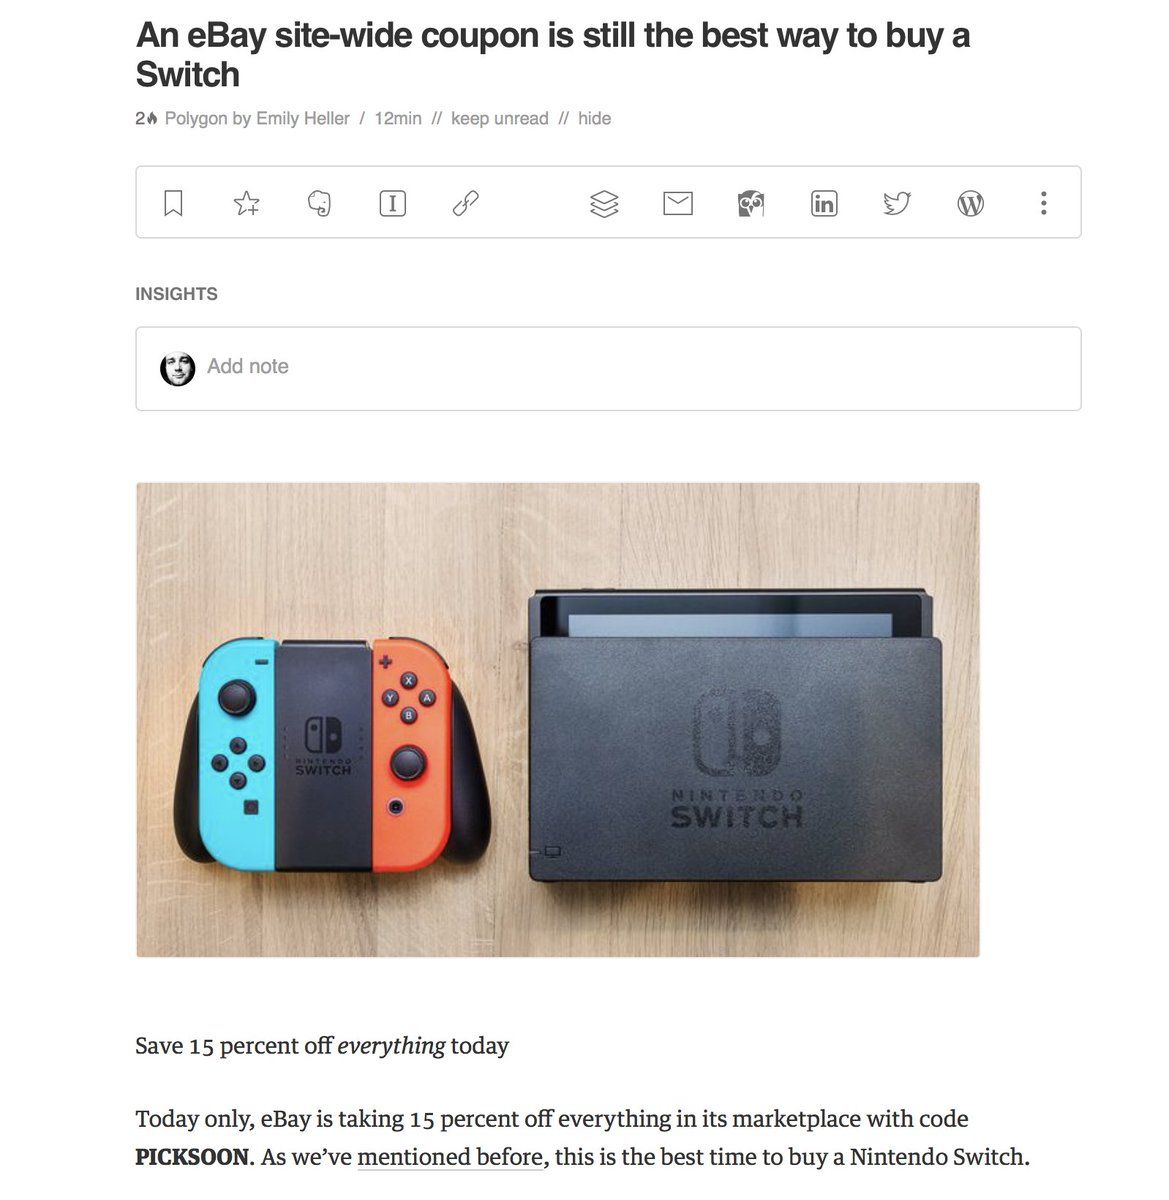 An eBay site-wide coupon is still the best way to buy a
Switch
2 Polygon by Emily Heller / 12min // keep unread // hide
I
in
W
INSIGHTS
Add note
X
Y A
B
NINTENDO
SWITCH
NINTENDO
SWITCH
Save 15 percent off everything today
Today only, eBay is taking 15 percent off everything in its marketplace with code
PICKSOON. As we’ve mentioned before, this is the best time to buy a Nintendo Switch.